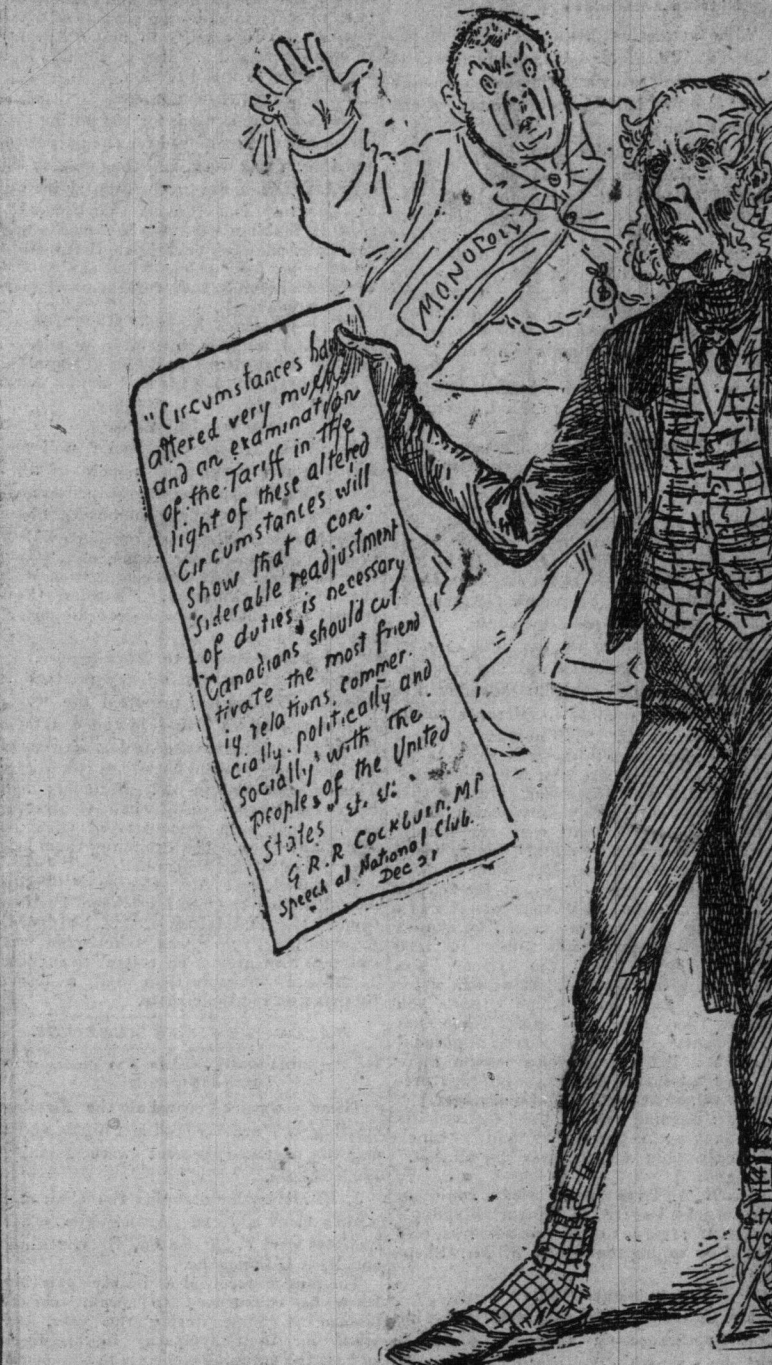 MONOPOLY
"Circumstances have
altered very much
and an examination
of the Tariff in the
light of these altered
Circumstances will
show that a con-
siderable readjustment
of duties is necessary
Canadians should cul
tivate the most friend
ly relations, commer-
cially, politically and
socially, with the
peoples of the United
States"
G R. R Cockburn, M P
speech at National Club.
Dec 21